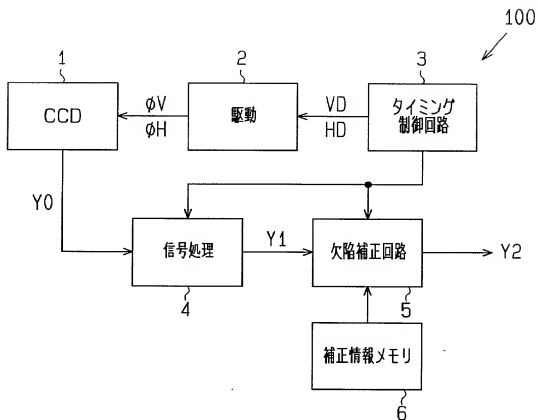 100
1
2
3
CCD
φV
φH
駆動
VD
HD
タイミング
制御回路
Y0
信号処理
Y1
欠陥補正回路
Y2
4
5
補正情報メモリ
6